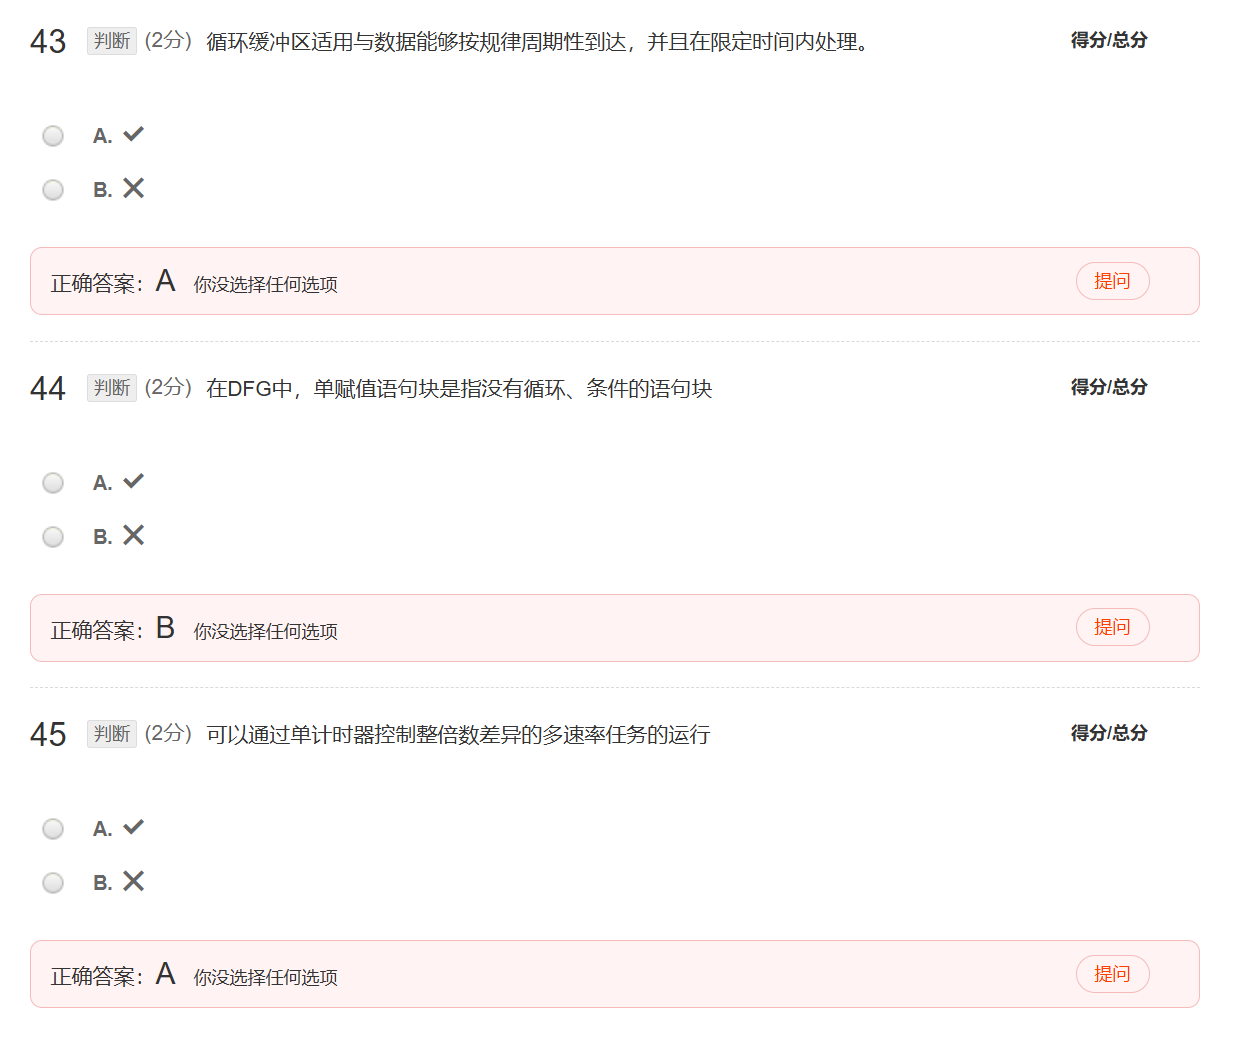 43 判断 (2分) 循环缓冲区适用与数据能够按规律周期性到达，并且在限定时间内处理。 得分/总分
A. ✔
B. ✕
正确答案：A 你没选择任何选项 提问
44 判断 (2分) 在DFG中，单赋值语句块是指没有循环、条件的语句块 得分/总分
A. ✔
B. ✕
正确答案：B 你没选择任何选项 提问
45 判断 (2分) 可以通过单计时器控制整倍数差异的多速率任务的运行 得分/总分
A. ✔
B. ✕
正确答案：A 你没选择任何选项 提问